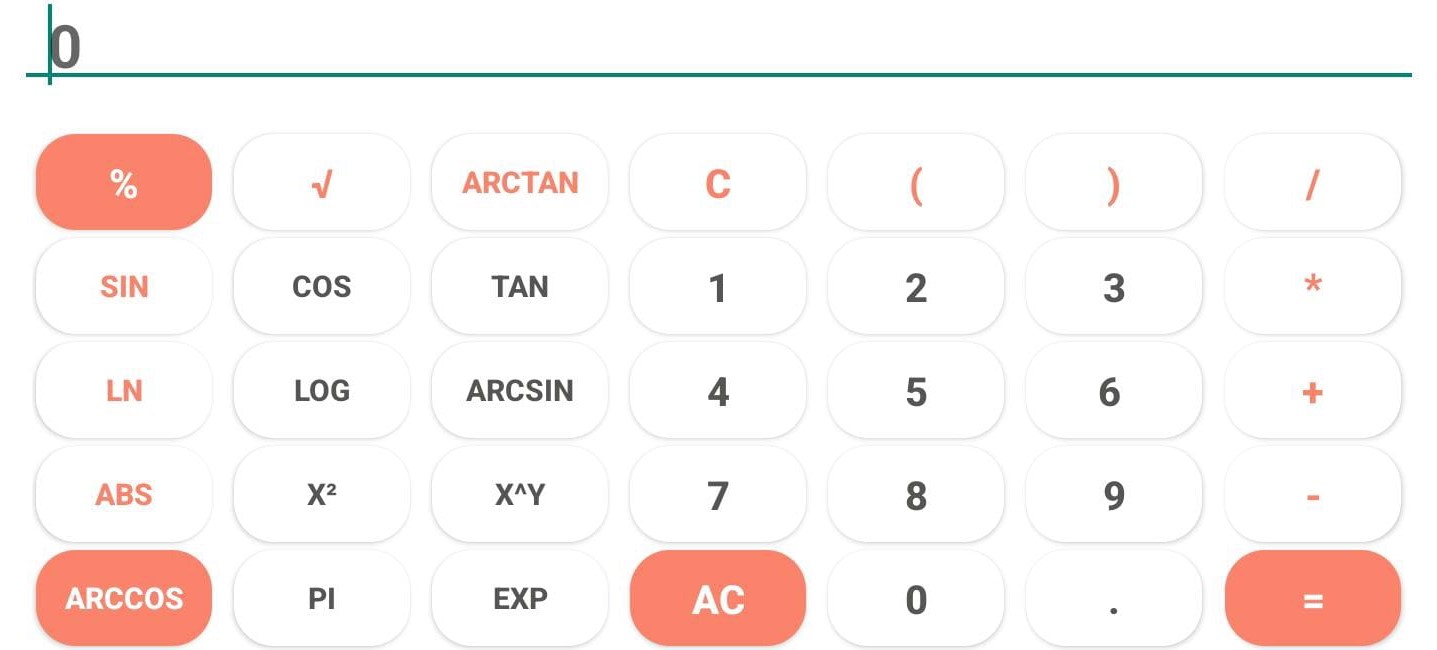 0
% √ ARCTAN C ( ) /
SIN COS TAN 1 2 3 *
LN LOG ARCSIN 4 5 6 +
ABS X² X^Y 7 8 9 -
ARCCOS PI EXP AC 0 . =